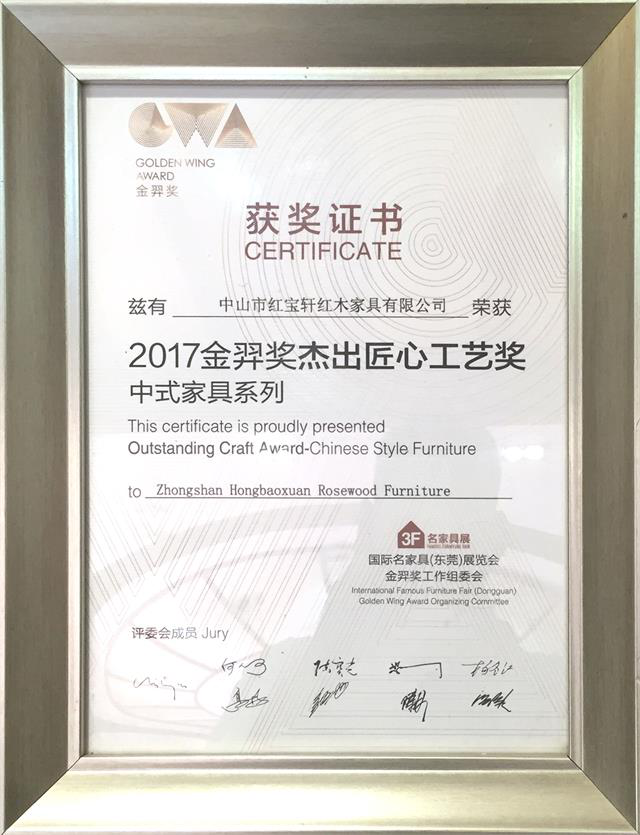 GWA
GOLDEN WING
AWARD
金羿奖
获奖证书
CERTIFICATE
兹有 中山市红宝轩红木家具有限公司 荣获
2017金羿奖杰出匠心工艺奖
中式家具系列
This certificate is proudly presented
Outstanding Craft Award-Chinese Style Furniture
to Zhongshan Hongbaoxuan Rosewood Furniture
3F 名家具展
FAMOUS FURNITURE FAIR
国际名家具(东莞)展览会
金羿奖工作组委会
International Famous Furniture Fair (Dongguan)
Golden Wing Award Organizing Committee
评委会成员 Jury